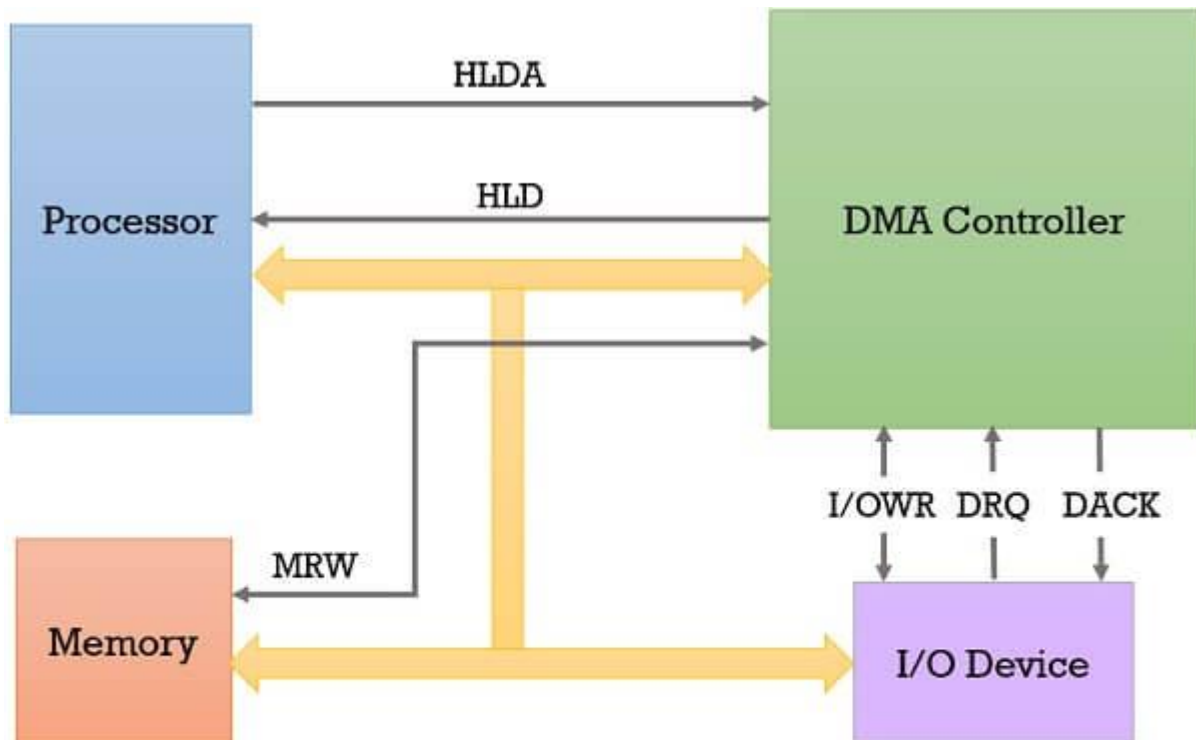 HLDA
HLD
Processor
DMA Controller
I/OWR DRQ DACK
MRW
Memory
I/O Device